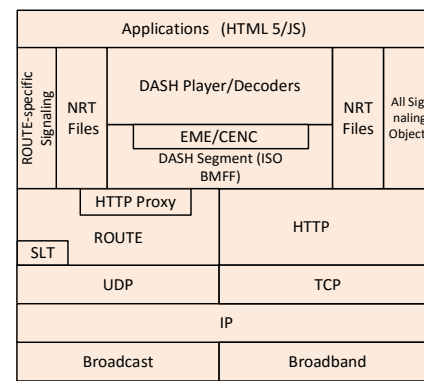 Applications (HTML 5/JS)
ROUTE-specific
Signaling
NRT
Files
DASH Player/Decoders
EME/CENC
DASH Segment (ISO
BMFF)
NRT
Files
All Sig
naling
Object
HTTP Proxy
ROUTE
SLT
HTTP
UDP
TCP
IP
Broadcast
Broadband